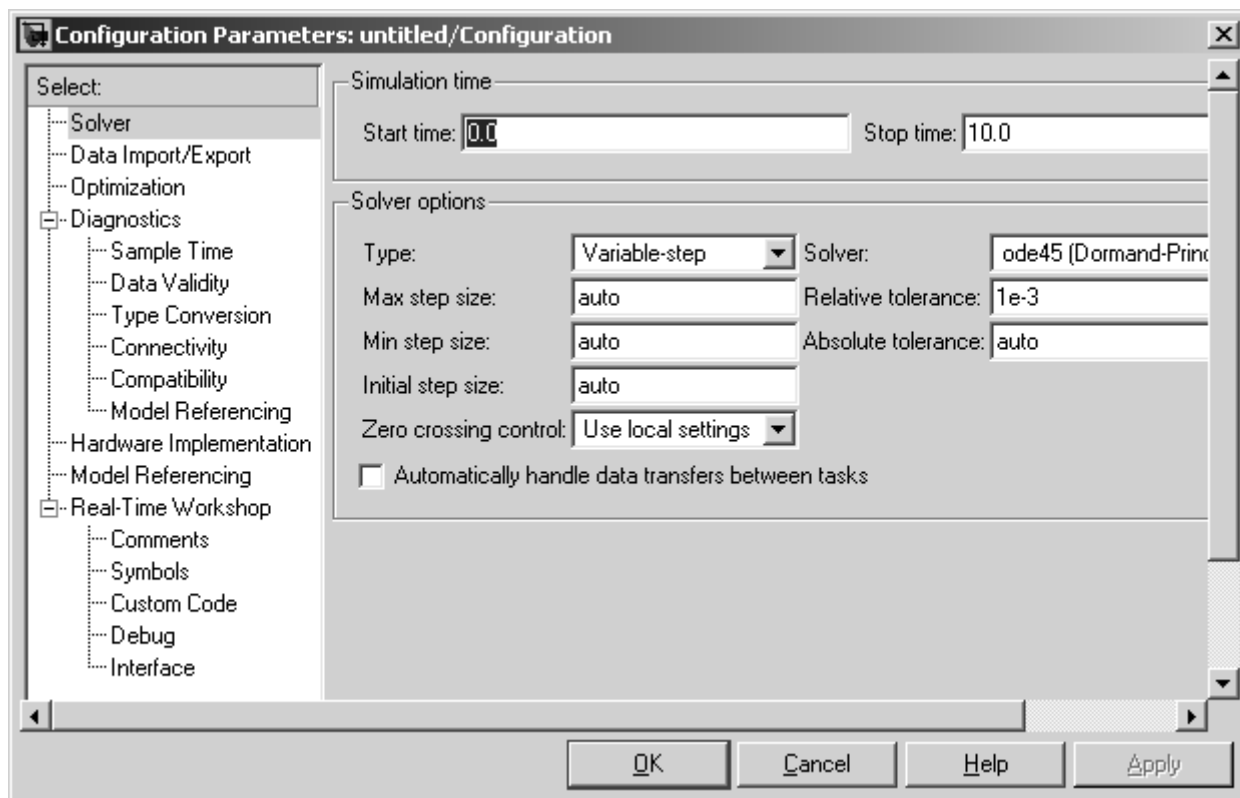 Configuration Parameters: untitled/Configuration
Select:
Solver
Data Import/Export
Optimization
Diagnostics
Sample Time
Data Validity
Type Conversion
Connectivity
Compatibility
Model Referencing
Hardware Implementation
Model Referencing
Real-Time Workshop
Comments
Symbols
Custom Code
Debug
Interface
Simulation time
Start time: 0.0 Stop time: 10.0
Solver options
Type: Variable-step Solver: ode45 (Dormand-Princ
Max step size: auto Relative tolerance: 1e-3
Min step size: auto Absolute tolerance: auto
Initial step size: auto
Zero crossing control: Use local settings
Automatically handle data transfers between tasks
OK Cancel Help Apply